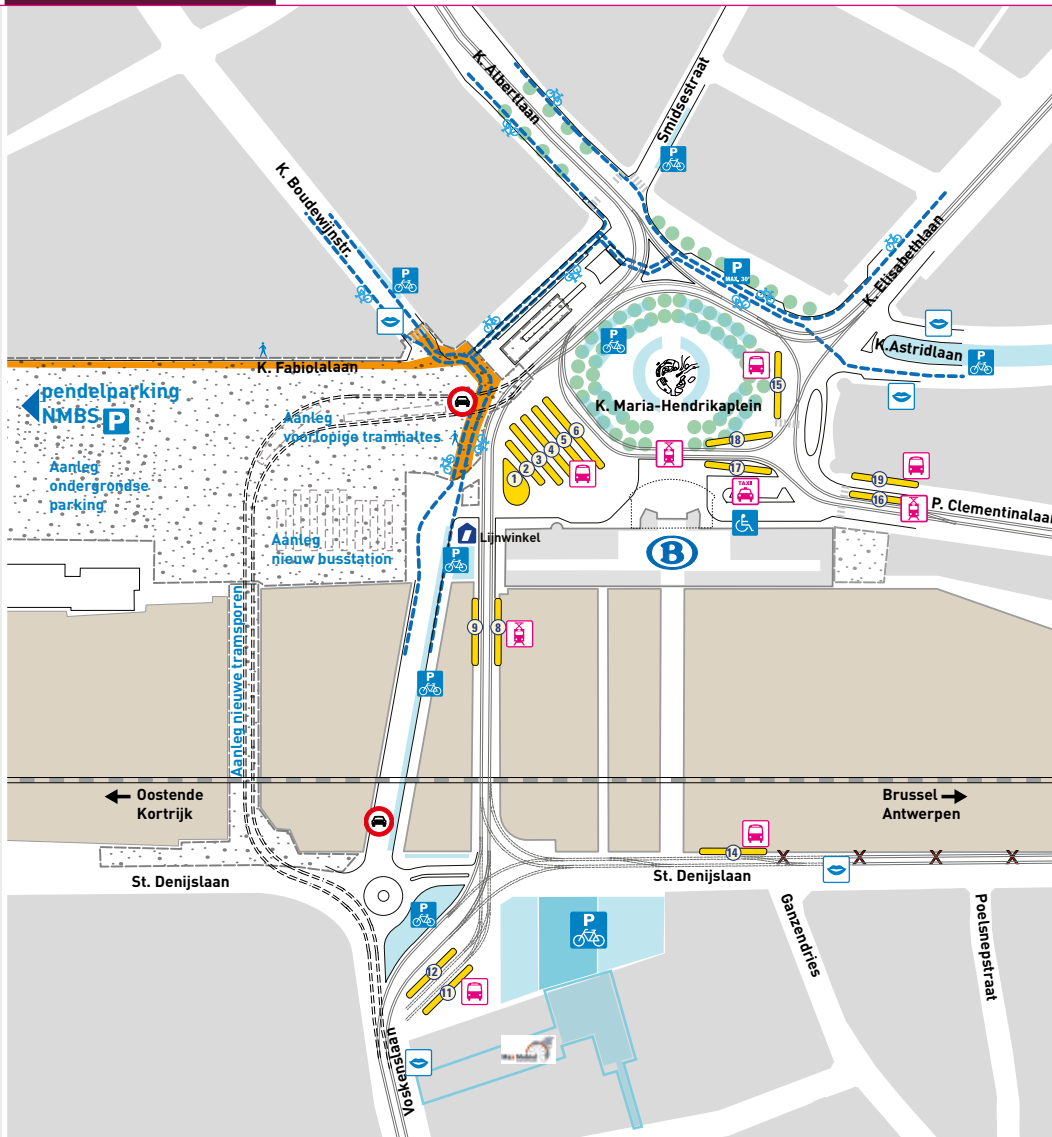 K. Albertlaan
Smidsestraat
P
K. Boudewijnstr.
P
P
MAX. 30'
K. Elisabethlaan
P
K.Astridlaan
P
K. Fabiolalaan
pendelparking
NMBS P
Aanleg
voorlopige tramhaltes
K. Maria-Hendrikaplein
15
18
17
6
5
4
3
2
1
TAXI
19
16
P. Clementinalaan
Aanleg
ondergrondse
parking
Aanleg
nieuw busstation
Lijnwinkel
P
B
Aanleg nieuwe tramsporen
9
8
P
Oostende
Kortrijk
Brussel
Antwerpen
14
X X X X
St. Denijslaan
St. Denijslaan
P
P
Ganzendries
Poelsnepstraat
12
11
Voskenslaan